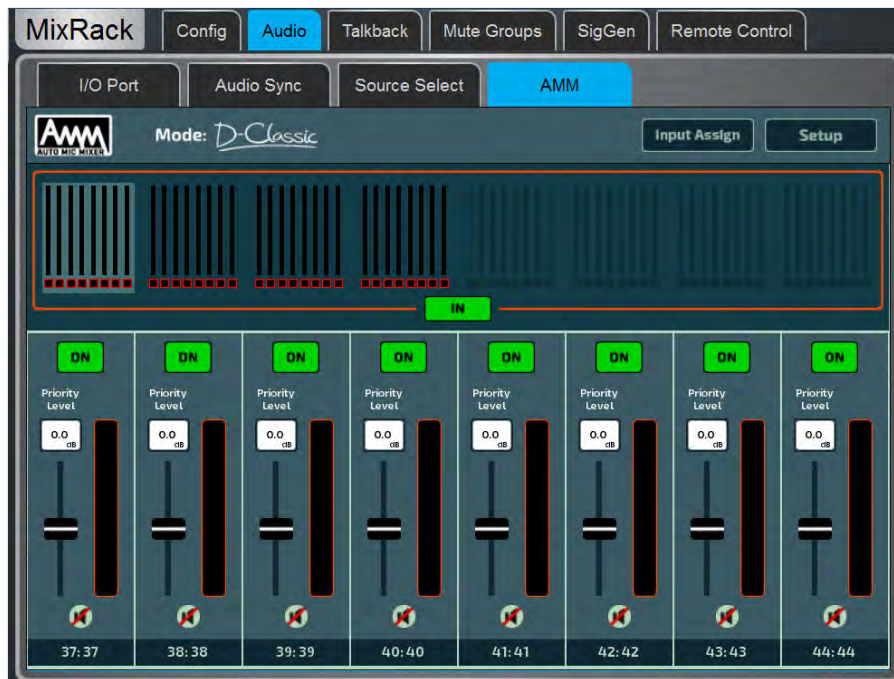 MixRack Config Audio Talkback Mute Groups SigGen Remote Control
I/O Port Audio Sync Source Select AMM
AMM Mode: D-Classic Input Assign Setup
AUTO MIC MIXER
IN
ON ON ON ON ON ON ON ON
Priority Priority Priority Priority Priority Priority Priority Priority
Level Level Level Level Level Level Level Level
0.0 0.0 0.0 0.0 0.0 0.0 0.0 0.0
dB dB dB dB dB dB dB dB
37:37 38:38 39:39 40:40 41:41 42:42 43:43 44:44